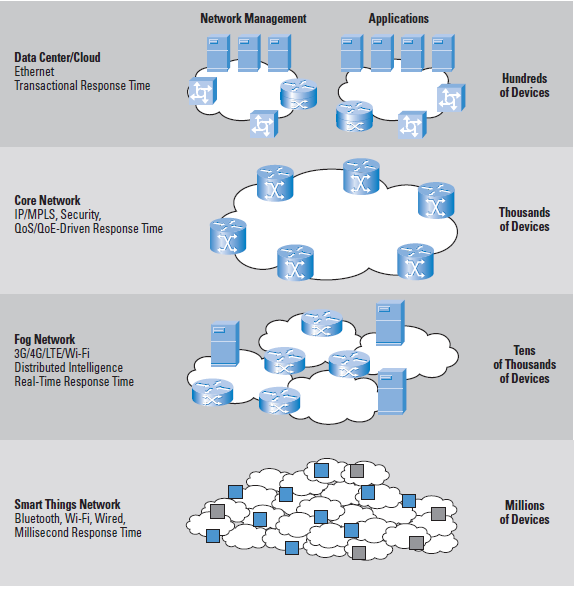 Network Management
Applications
Data Center/Cloud
Ethernet
Transactional Response Time
Hundreds
of Devices
Core Network
IP/MPLS, Security,
QoS/QoE-Driven Response Time
Thousands
of Devices
Fog Network
3G/4G/LTE/Wi-Fi
Distributed Intelligence
Real-Time Response Time
Tens
of Thousands
of Devices
Smart Things Network
Bluetooth, Wi-Fi, Wired,
Millisecond Response Time
Millions
of Devices